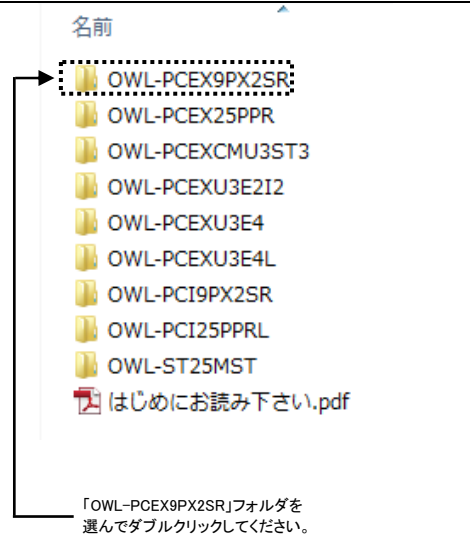 名前
OWL-PCEX9PX2SR
OWL-PCEX25PPR
OWL-PCEXCMU3ST3
OWL-PCEXU3E2I2
OWL-PCEXU3E4
OWL-PCEXU3E4L
OWL-PCI9PX2SR
OWL-PCI25PPRL
OWL-ST25MST
はじめにお読み下さい.pdf
「OWL-PCEX9PX2SR」フォルダを
選んでダブルクリックしてください。